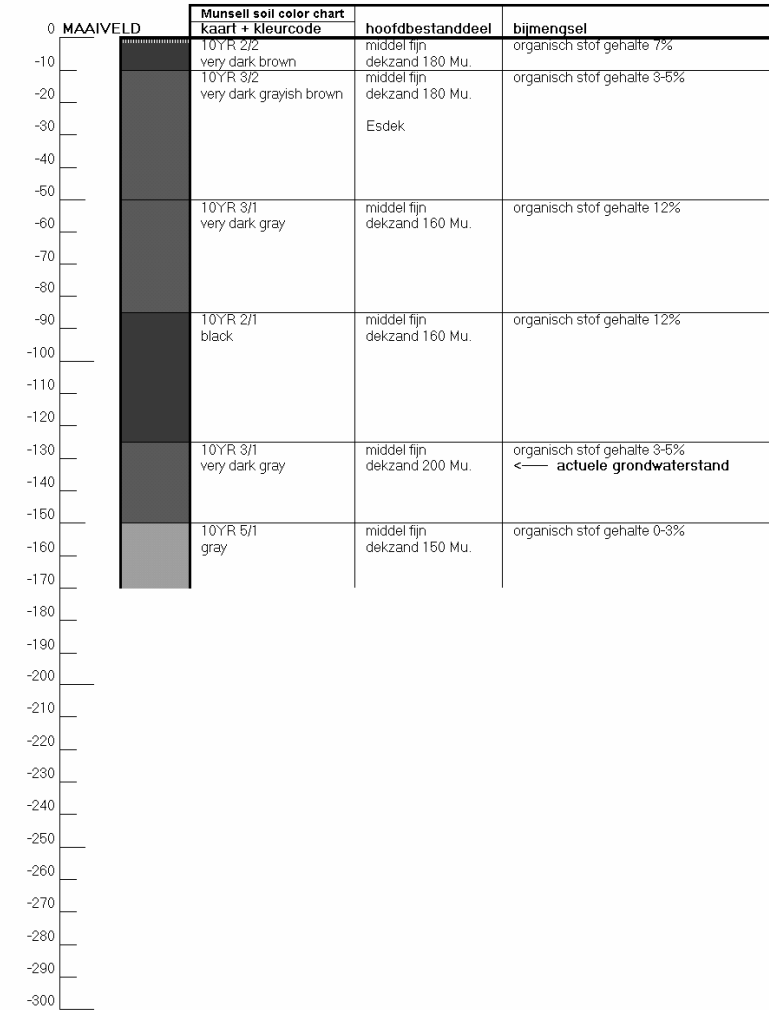 Munsell soil color chart
0 MAAIVELD kaart + kleurcode hoofdbestanddeel bijmengsel
10YR 2/2 middel fijn organisch stof gehalte 7%
-10 very dark brown dekzand 180 Mu.
10YR 3/2 middel fijn organisch stof gehalte 3-5%
-20 very dark grayish brown dekzand 180 Mu.
-30 Esdek
-40
-50
10YR 3/1 middel fijn organisch stof gehalte 12%
-60 very dark gray dekzand 160 Mu.
-70
-80
-90 10YR 2/1 middel fijn organisch stof gehalte 12%
black dekzand 160 Mu.
-100
-110
-120
-130 10YR 3/1 middel fijn organisch stof gehalte 3-5%
very dark gray dekzand 200 Mu. <—— actuele grondwaterstand
-140
-150
10YR 5/1 middel fijn organisch stof gehalte 0-3%
-160 gray dekzand 150 Mu.
-170
-180
-190
-200
-210
-220
-230
-240
-250
-260
-270
-280
-290
-300